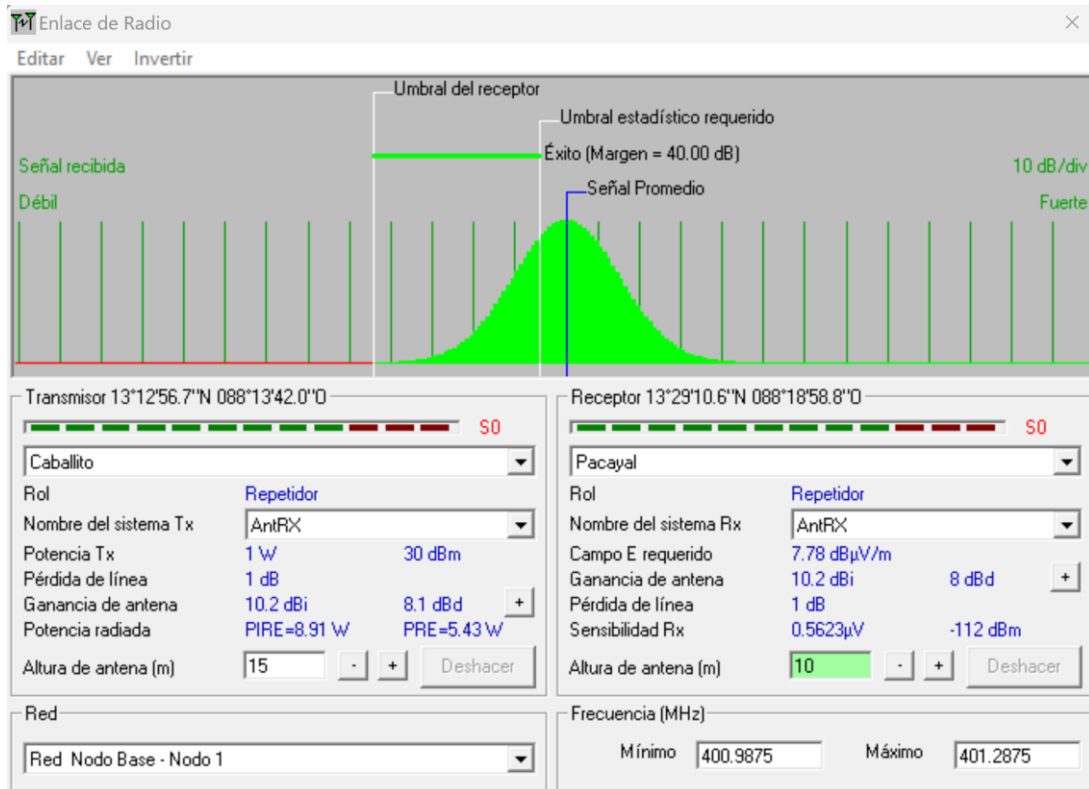 Enlace de Radio
Editar Ver Invertir
Umbral del receptor
Umbral estadístico requerido
Éxito (Margen = 40.00 dB)
Señal recibida
10 dB/div
Señal Promedio
Débil
Fuerte
Transmisor 13°12'56.7"N 088°13'42.0"O
S0
Caballito
Rol Repetidor
Nombre del sistema Tx AntRX
Potencia Tx 1 W 30 dBm
Pérdida de línea 1 dB
Ganancia de antena 10.2 dBi 8.1 dBd +
Potencia radiada PIRE=8.91 W PRE=5.43 W
Altura de antena (m) 15 - + Deshacer
Receptor 13°29'10.6"N 088°18'58.8"O
S0
Pacayal
Rol Repetidor
Nombre del sistema Rx AntRX
Campo E requerido 7.78 dBµV/m
Ganancia de antena 10.2 dBi 8 dBd +
Pérdida de línea 1 dB
Sensibilidad Rx 0.5623µV -112 dBm
Altura de antena (m) 10 - + Deshacer
Red
Red Nodo Base - Nodo 1
Frecuencia (MHz)
Mínimo 400.9875 Máximo 401.2875